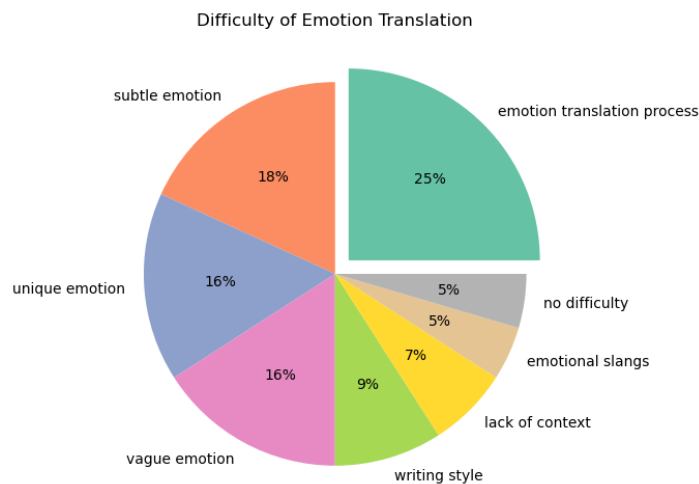 Difficulty of Emotion Translation
emotion translation process
25%
subtle emotion
18%
unique emotion
16%
vague emotion
16%
writing style
9%
lack of context
7%
emotional slangs
5%
no difficulty
5%